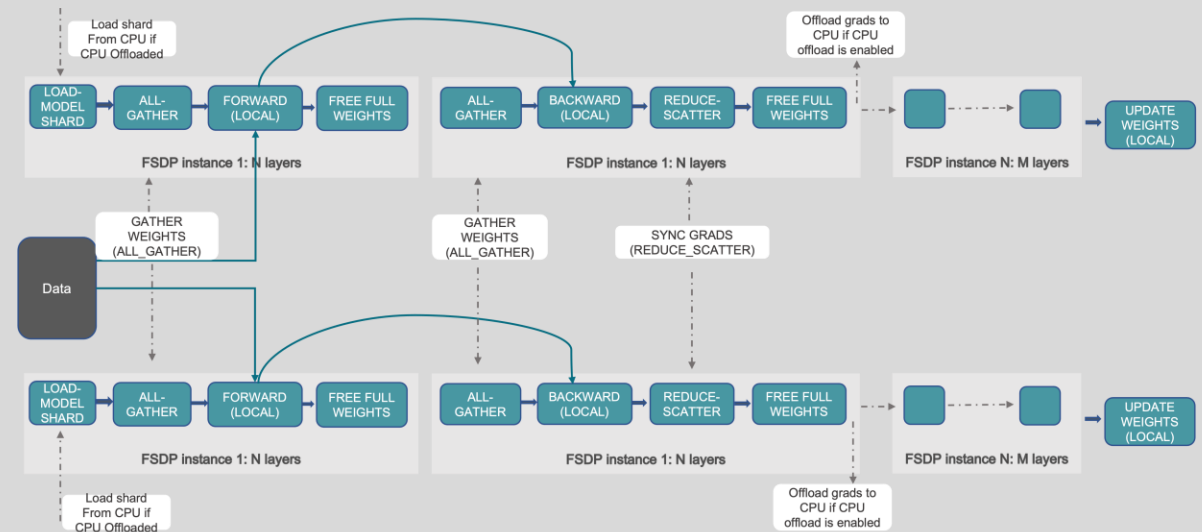 Load shard
From CPU if
CPU Offloaded
Offload grads to
CPU if CPU
offload is enabled
LOAD-
MODEL
SHARD
ALL-
GATHER
FORWARD
(LOCAL)
FREE FULL
WEIGHTS
FSDP instance 1: N layers
ALL-
GATHER
BACKWARD
(LOCAL)
REDUCE-
SCATTER
FREE FULL
WEIGHTS
FSDP instance 1: N layers
FSDP instance N: M layers
UPDATE
WEIGHTS
(LOCAL)
GATHER
WEIGHTS
(ALL_GATHER)
GATHER
WEIGHTS
(ALL_GATHER)
SYNC GRADS
(REDUCE_SCATTER)
Data
LOAD-
MODEL
SHARD
ALL-
GATHER
FORWARD
(LOCAL)
FREE FULL
WEIGHTS
FSDP instance 1: N layers
ALL-
GATHER
BACKWARD
(LOCAL)
REDUCE-
SCATTER
FREE FULL
WEIGHTS
FSDP instance 1: N layers
FSDP instance N: M layers
UPDATE
WEIGHTS
(LOCAL)
Load shard
From CPU if
CPU Offloaded
Offload grads to
CPU if CPU
offload is enabled